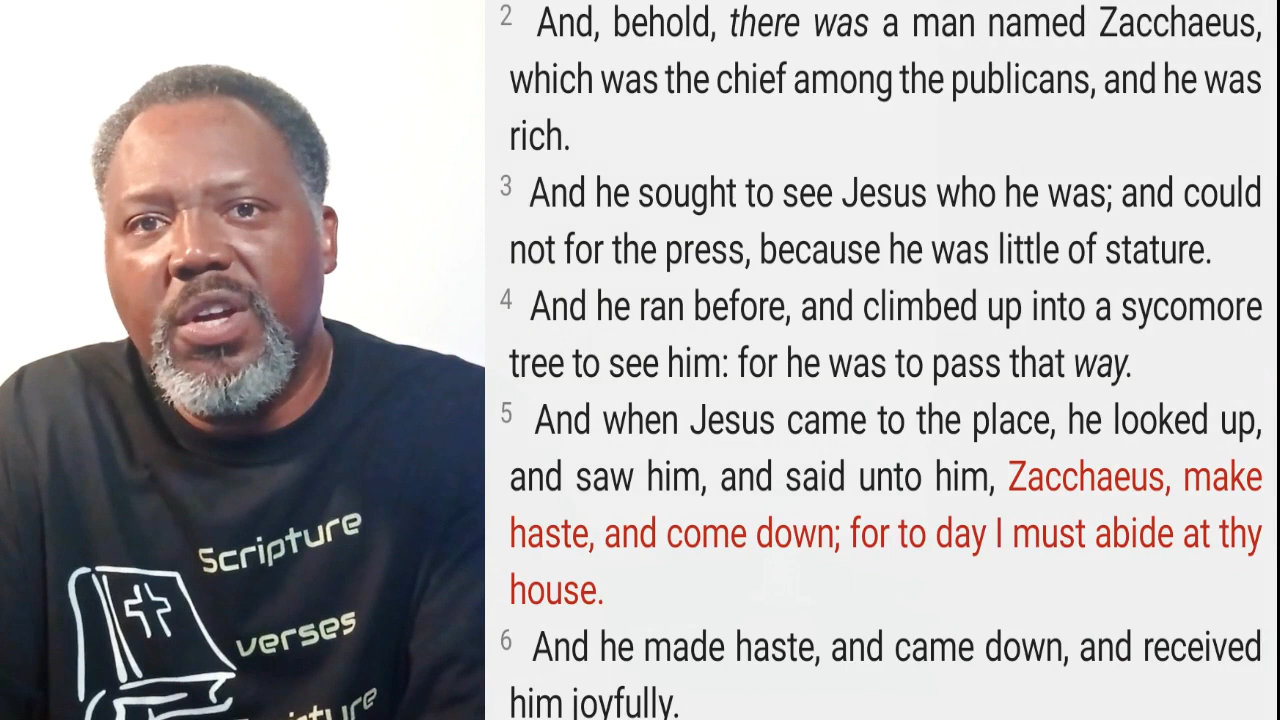 Scripture
verses
2 And, behold, there was a man named Zacchaeus,
which was the chief among the publicans, and he was
rich.
3 And he sought to see Jesus who he was; and could
not for the press, because he was little of stature.
4 And he ran before, and climbed up into a sycomore
tree to see him: for he was to pass that way.
5 And when Jesus came to the place, he looked up,
and saw him, and said unto him, Zacchaeus, make
haste, and come down; for to day I must abide at thy
house.
6 And he made haste, and came down, and received
him joyfully.